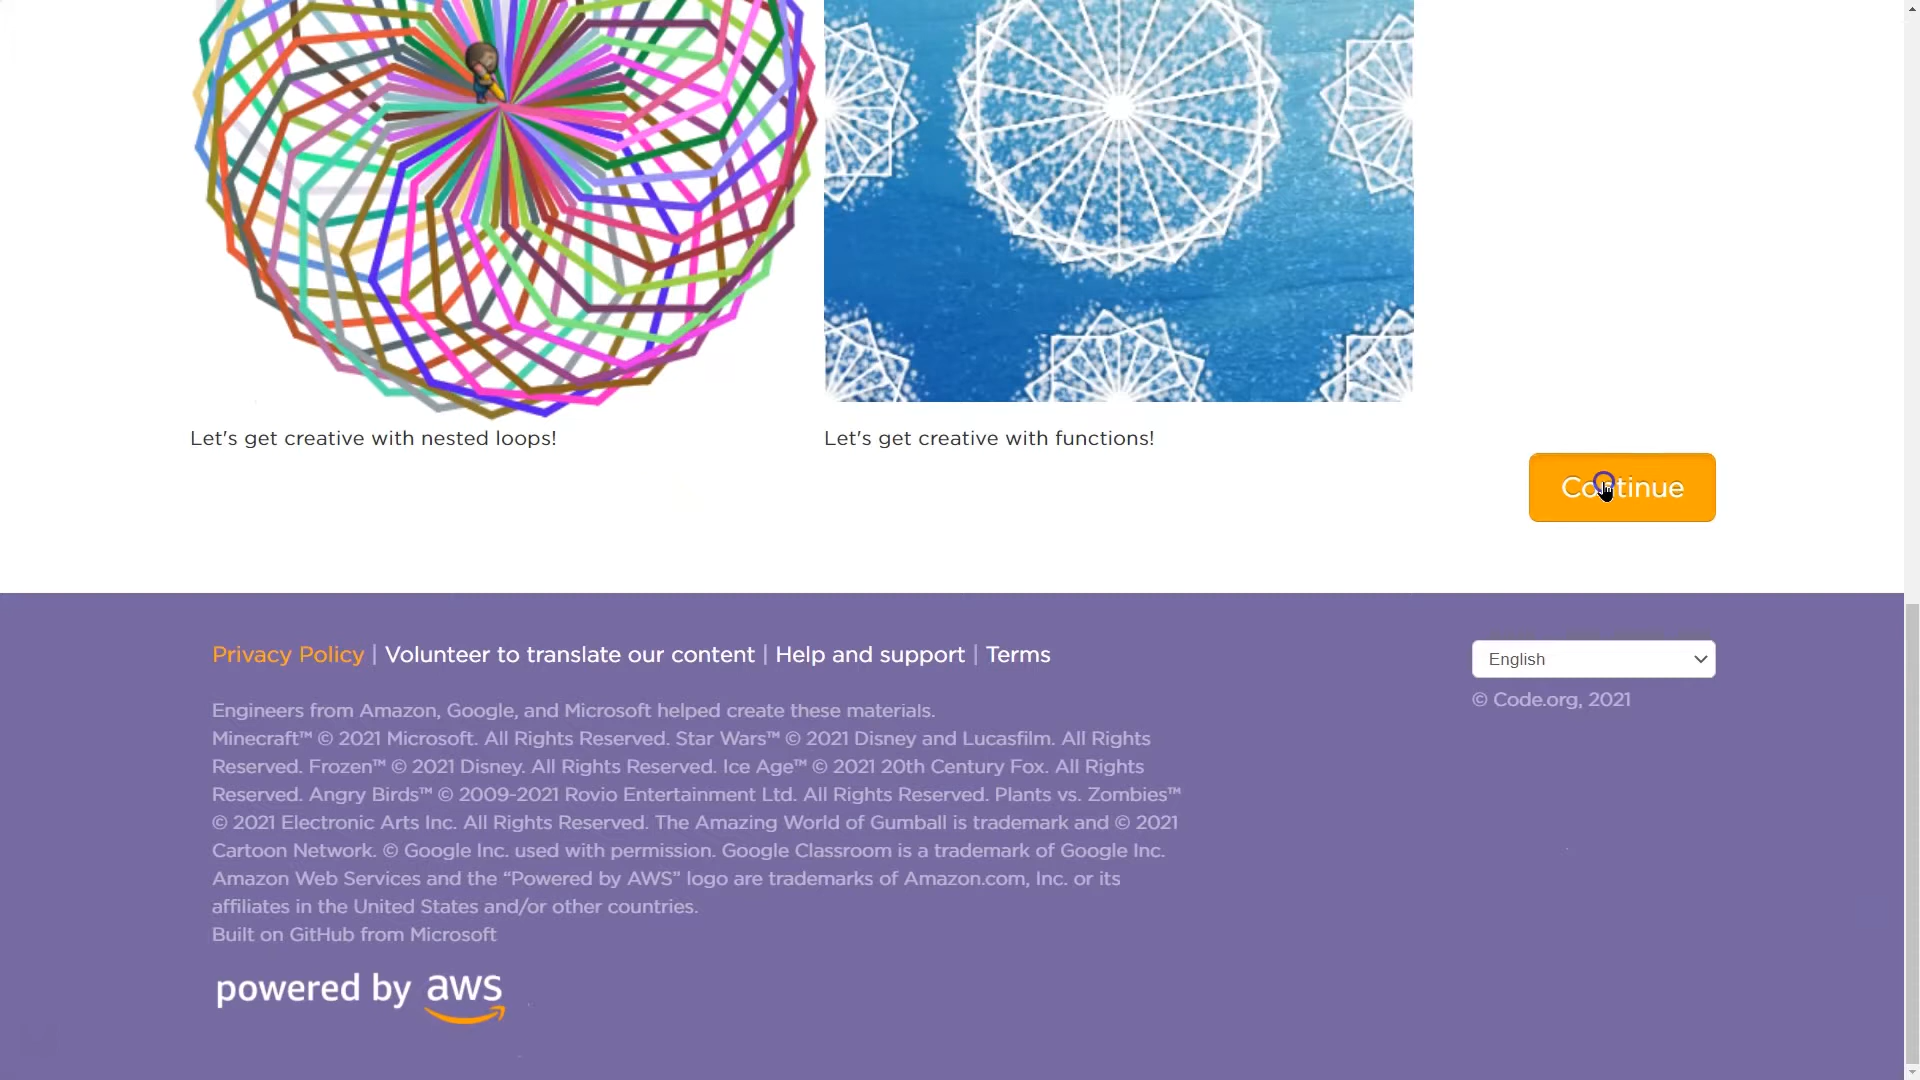 Let's get creative with nested loops!
Let's get creative with functions!
Continue
Privacy Policy | Volunteer to translate our content | Help and support | Terms
English
© Code.org, 2021
Engineers from Amazon, Google, and Microsoft helped create these materials.
Minecraft™ © 2021 Microsoft. All Rights Reserved. Star Wars™ © 2021 Disney and Lucasfilm. All Rights
Reserved. Frozen™ © 2021 Disney. All Rights Reserved. Ice Age™ © 2021 20th Century Fox. All Rights
Reserved. Angry Birds™ © 2009-2021 Rovio Entertainment Ltd. All Rights Reserved. Plants vs. Zombies™
© 2021 Electronic Arts Inc. All Rights Reserved. The Amazing World of Gumball is trademark and © 2021
Cartoon Network. © Google Inc. used with permission. Google Classroom is a trademark of Google Inc.
Amazon Web Services and the “Powered by AWS” logo are trademarks of Amazon.com, Inc. or its
affiliates in the United States and/or other countries.
Built on GitHub from Microsoft
powered by aws